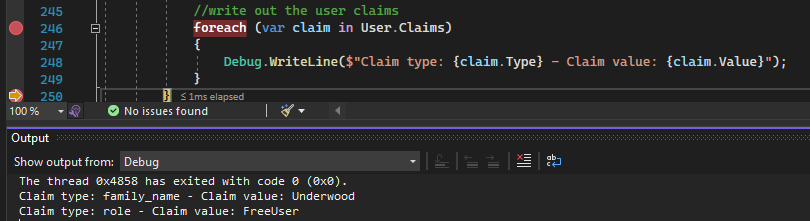 245 //write out the user claims
246 foreach (var claim in User.Claims)
247 {
248 Debug.WriteLine($"Claim type: {claim.Type} - Claim value: {claim.Value}");
249 }
250 } ≤ 1ms elapsed
100 % No issues found
Output
Show output from: Debug
The thread 0x4858 has exited with code 0 (0x0).
Claim type: family_name - Claim value: Underwood
Claim type: role - Claim value: FreeUser